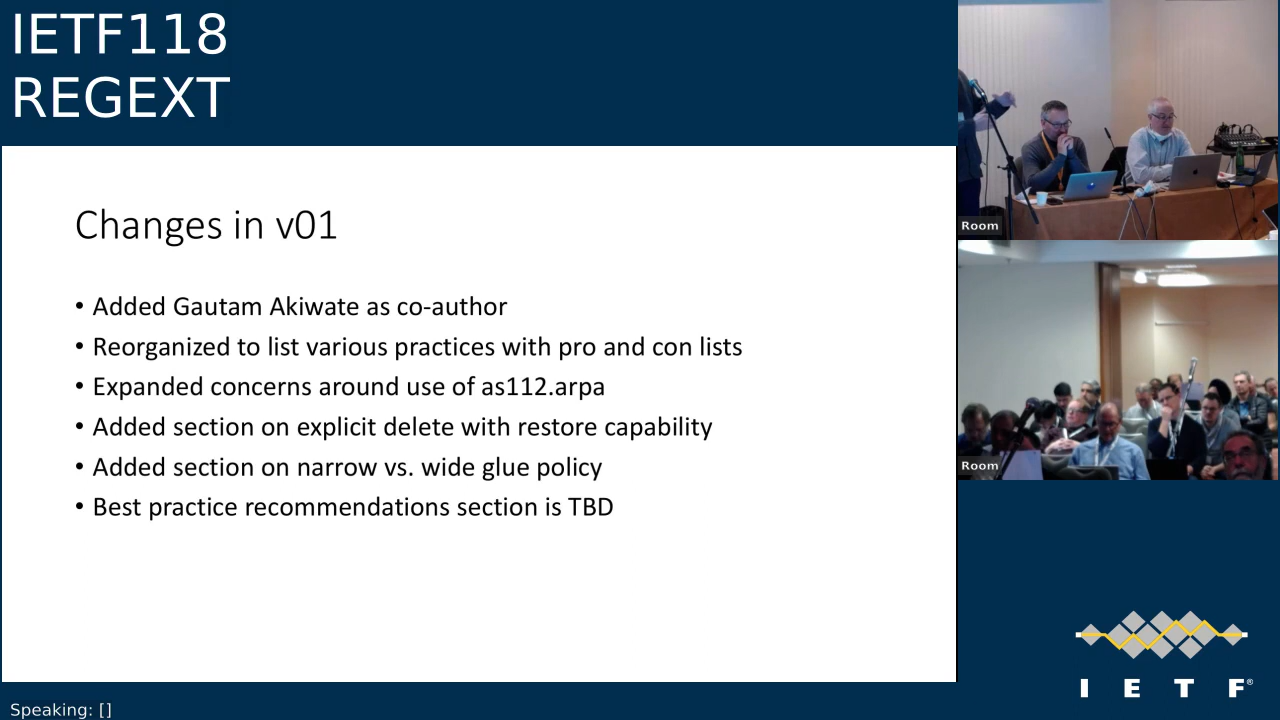 IETF118
REGEXT
Changes in v01
• Added Gautam Akiwate as co-author
• Reorganized to list various practices with pro and con lists
• Expanded concerns around use of as112.arpa
• Added section on explicit delete with restore capability
• Added section on narrow vs. wide glue policy
• Best practice recommendations section is TBD
Room
Room
I E T F®
Speaking: []